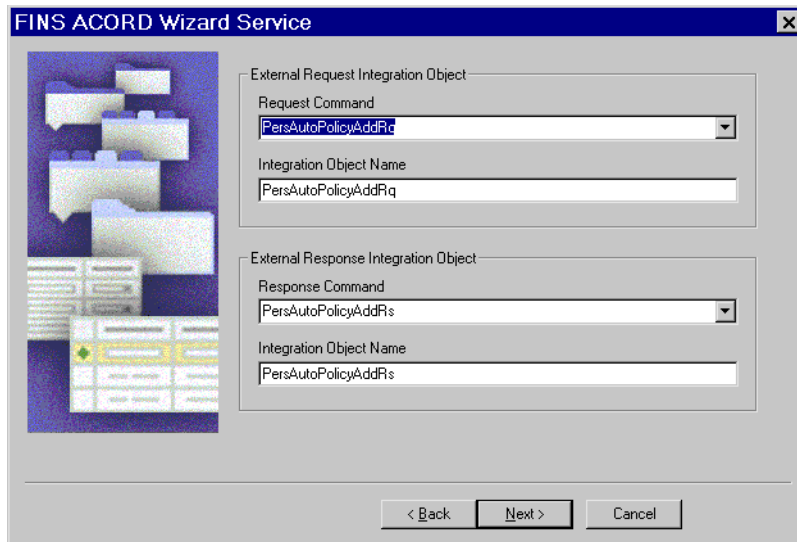 FINS ACORD Wizard Service
External Request Integration Object
Request Command
PersAutoPolicyAddRq
Integration Object Name
PersAutoPolicyAddRq
External Response Integration Object
Response Command
PersAutoPolicyAddRs
Integration Object Name
PersAutoPolicyAddRs
< Back Next > Cancel